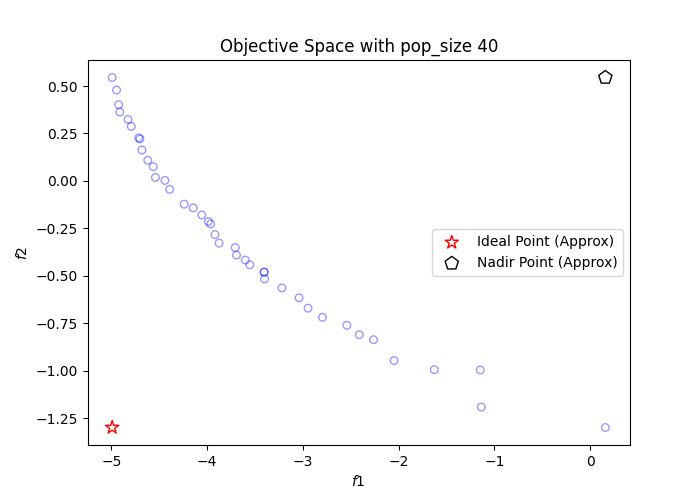 Objective Space with pop_size 40
0.50
0.25
0.00
−0.25
−0.50
−0.75
−1.00
−1.25
f2
Ideal Point (Approx)
Nadir Point (Approx)
−5
−4
−3
−2
−1
0
f1